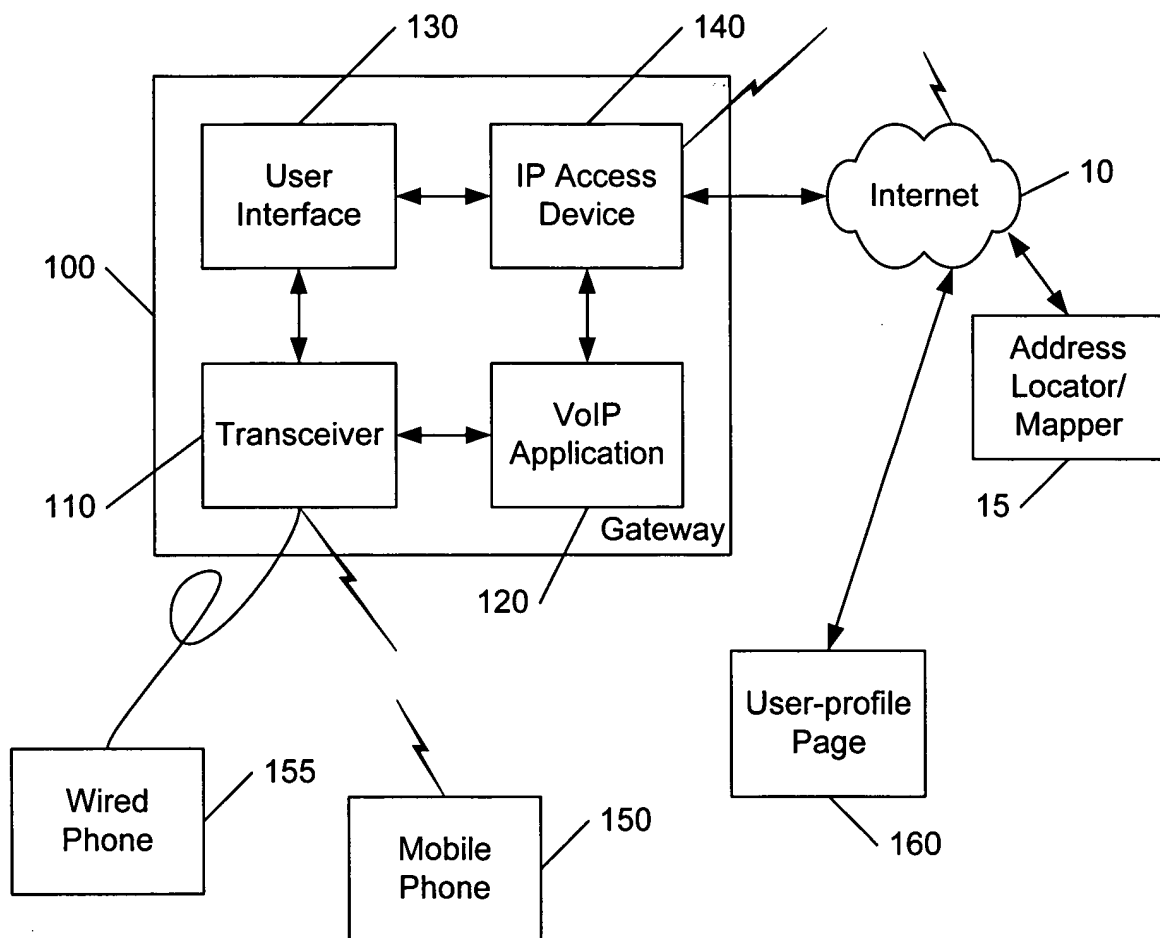 130
140
User
Interface
IP Access
Device
Internet
10
100
Transceiver
VoIP
Application
Address
Locator/
Mapper
110
Gateway
15
120
User-profile
Page
155
Wired
Phone
150
Mobile
Phone
160